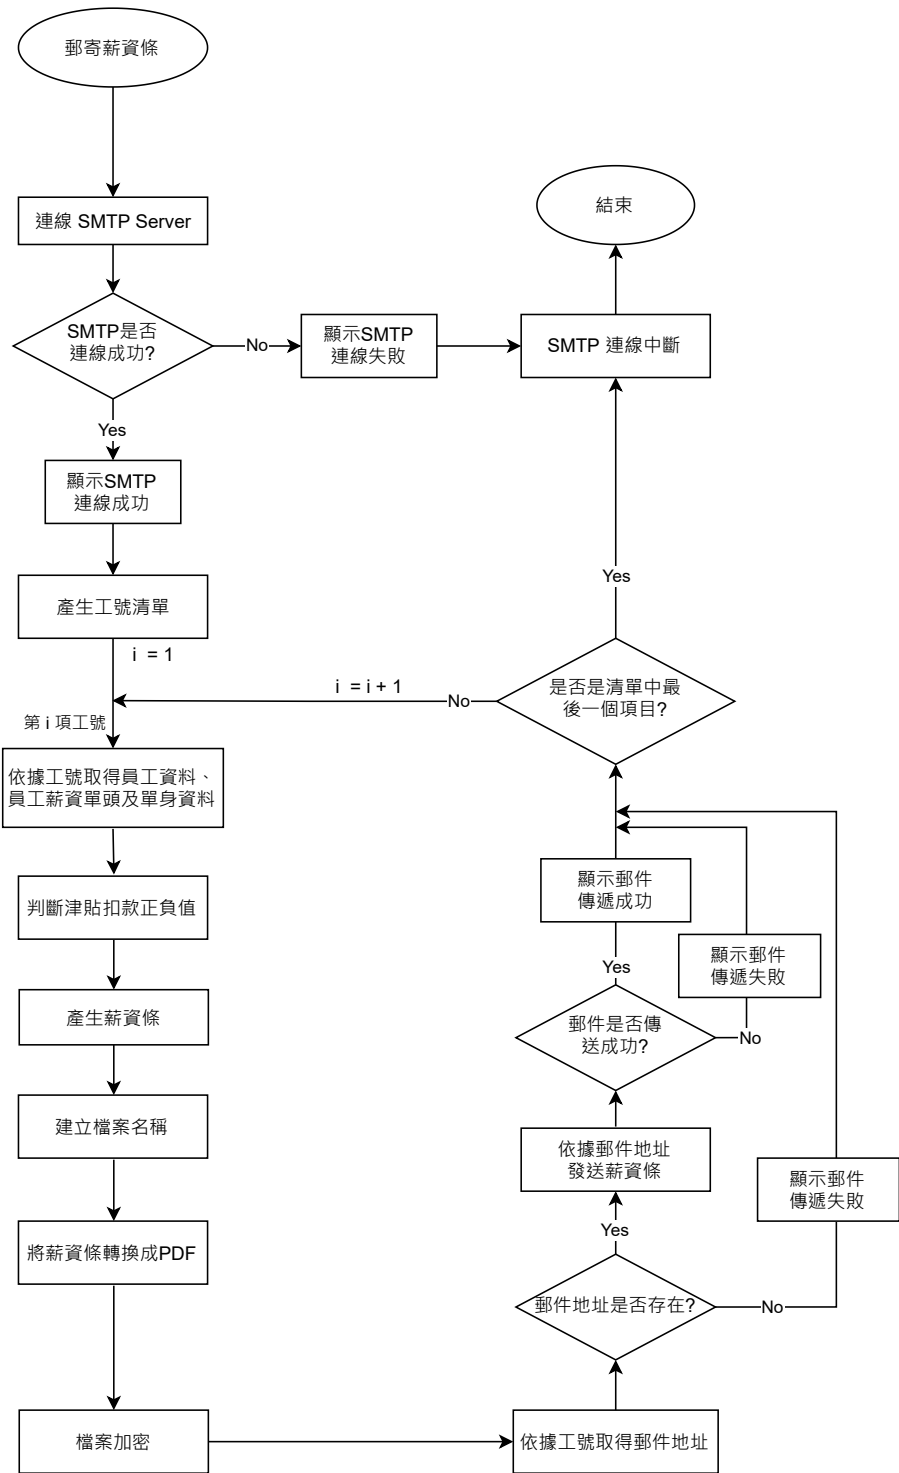 郵寄薪資條
連線 SMTP Server
SMTP是否
連線成功?
No
顯示SMTP
連線失敗
SMTP 連線中斷
結束
Yes
顯示SMTP
連線成功
產生工號清單
i = 1
第 i 項工號
依據工號取得員工資料、
員工薪資單頭及單身資料
判斷津貼扣款正負值
產生薪資條
建立檔案名稱
將薪資條轉換成PDF
檔案加密
依據工號取得郵件地址
郵件地址是否存在?
No
顯示郵件
傳遞失敗
Yes
依據郵件地址
發送薪資條
郵件是否傳
送成功?
No
顯示郵件
傳遞失敗
Yes
顯示郵件
傳遞成功
是否是清單中最
後一個項目?
No
i = i + 1
Yes